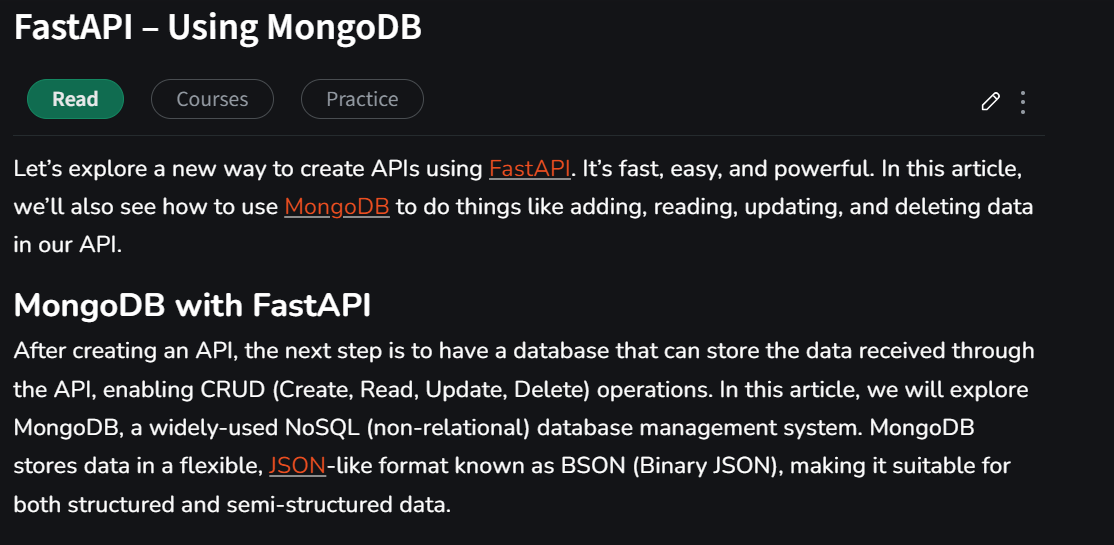 FastAPI – Using MongoDB
Read Courses Practice
Let’s explore a new way to create APIs using FastAPI. It’s fast, easy, and powerful. In this article,
we’ll also see how to use MongoDB to do things like adding, reading, updating, and deleting data
in our API.
MongoDB with FastAPI
After creating an API, the next step is to have a database that can store the data received through
the API, enabling CRUD (Create, Read, Update, Delete) operations. In this article, we will explore
MongoDB, a widely-used NoSQL (non-relational) database management system. MongoDB
stores data in a flexible, JSON-like format known as BSON (Binary JSON), making it suitable for
both structured and semi-structured data.